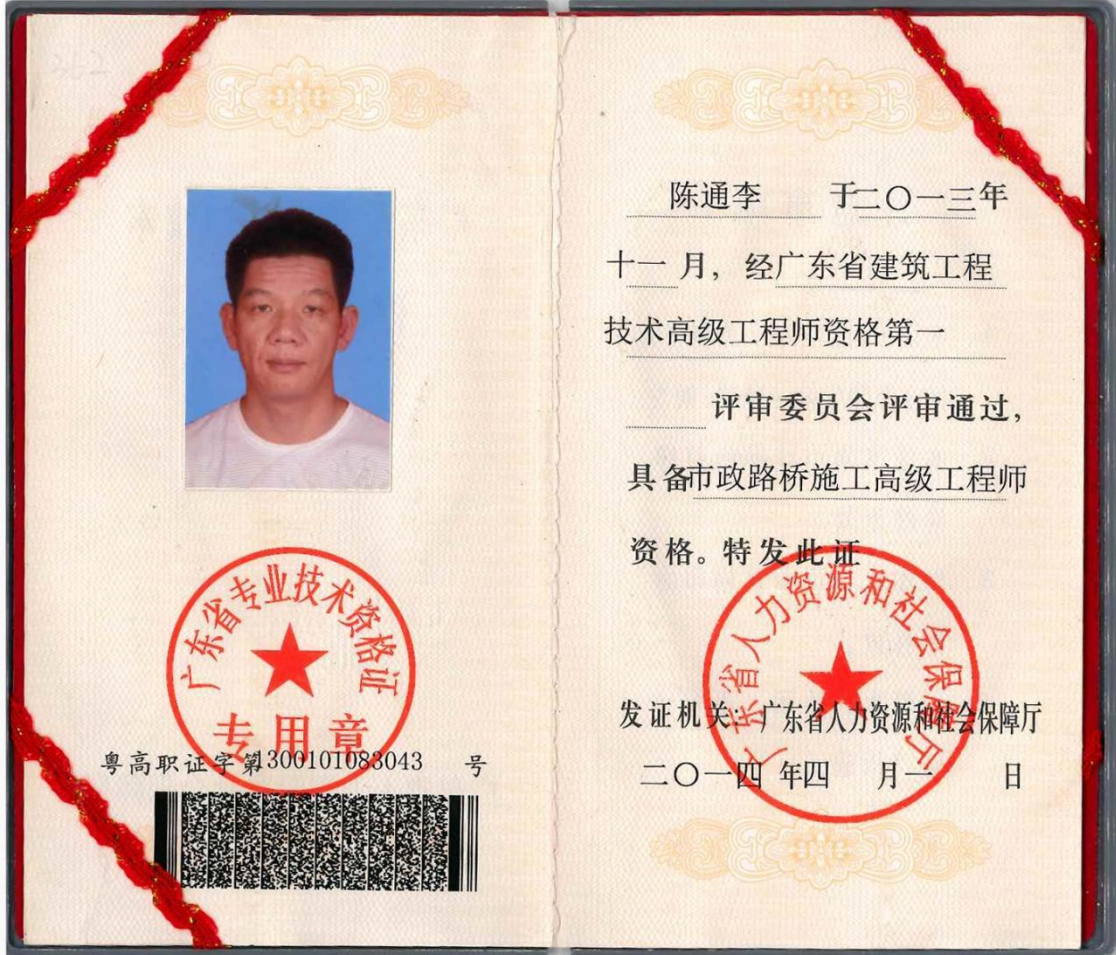 广东省专业技术资格证
专用章
粤高职证字第1300101083043 号
陈通李 于二〇一三年
十一月，经广东省建筑工程
技术高级工程师资格第一
评审委员会评审通过，
具备市政路桥施工高级工程师
资格。特发此证
广东省人力资源和社会保障厅
发证机关：广东省人力资源和社会保障厅
二〇一四年四月一日